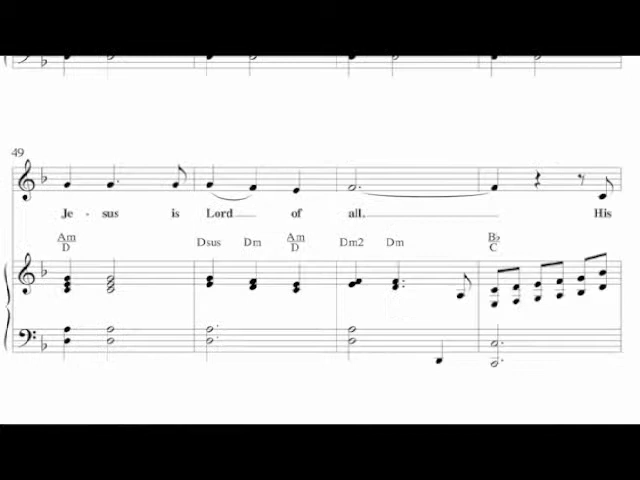 49
Je - sus is Lord of all. His
Am Dsus Dm Am Dm2 Dm B♭
D D C